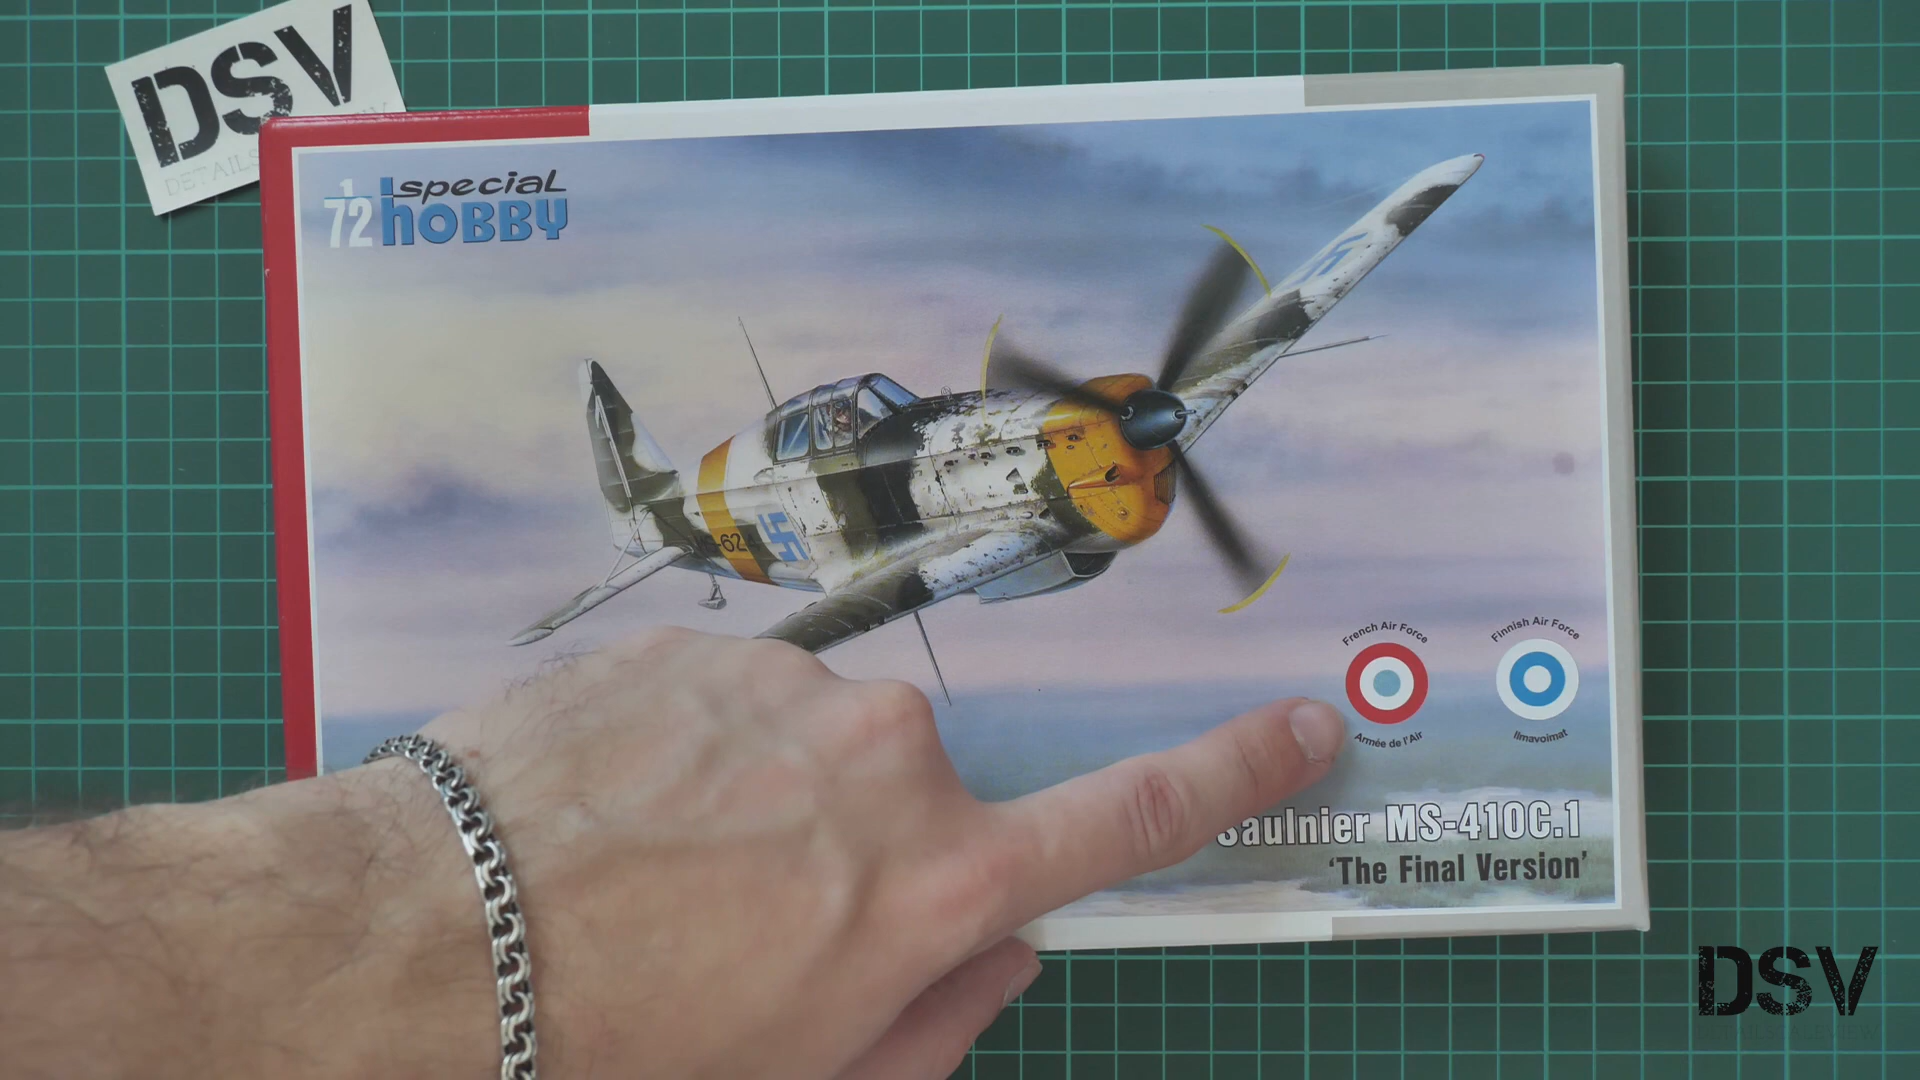 DSV
DETAILS
1/72
special
HOBBY
-62
French Air Force
Armée de l'Air
Finnish Air Force
Ilmavoimat
Saulnier MS-410C.1
'The Final Version'
DSV